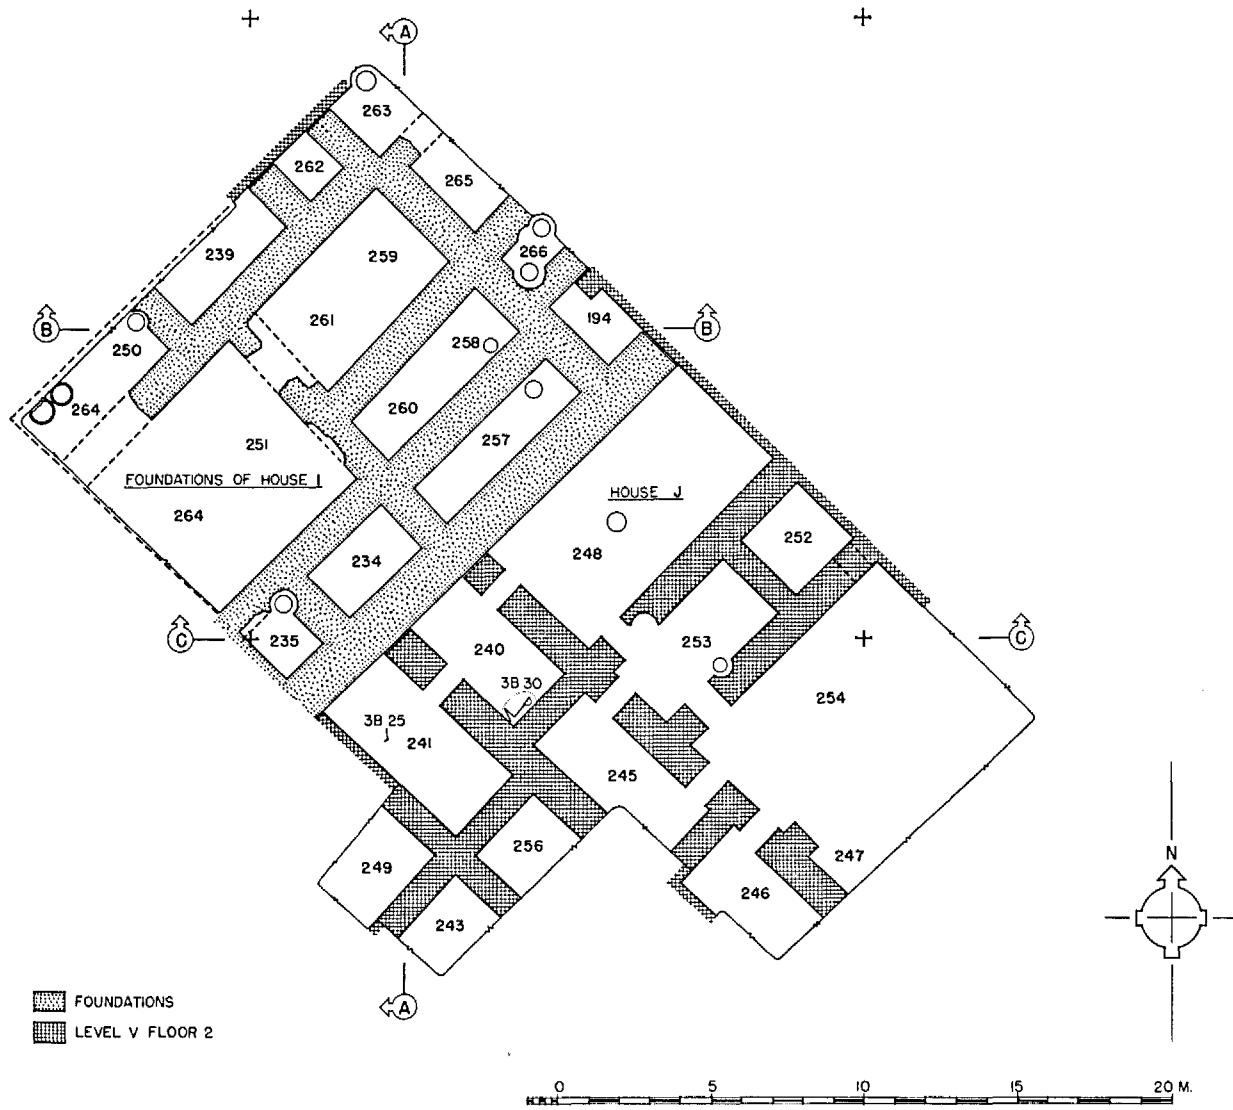 A
263
262
265
239
259
266
261
194
B
B
250
258
264
260
251
257
FOUNDATIONS OF HOUSE I
HOUSE J
264
248
252
234
C
C
235
240
253
3B 30
254
3B 25
241
245
256
247
249
246
243
N
FOUNDATIONS
A
LEVEL V FLOOR 2
0 5 10 15 20 M.